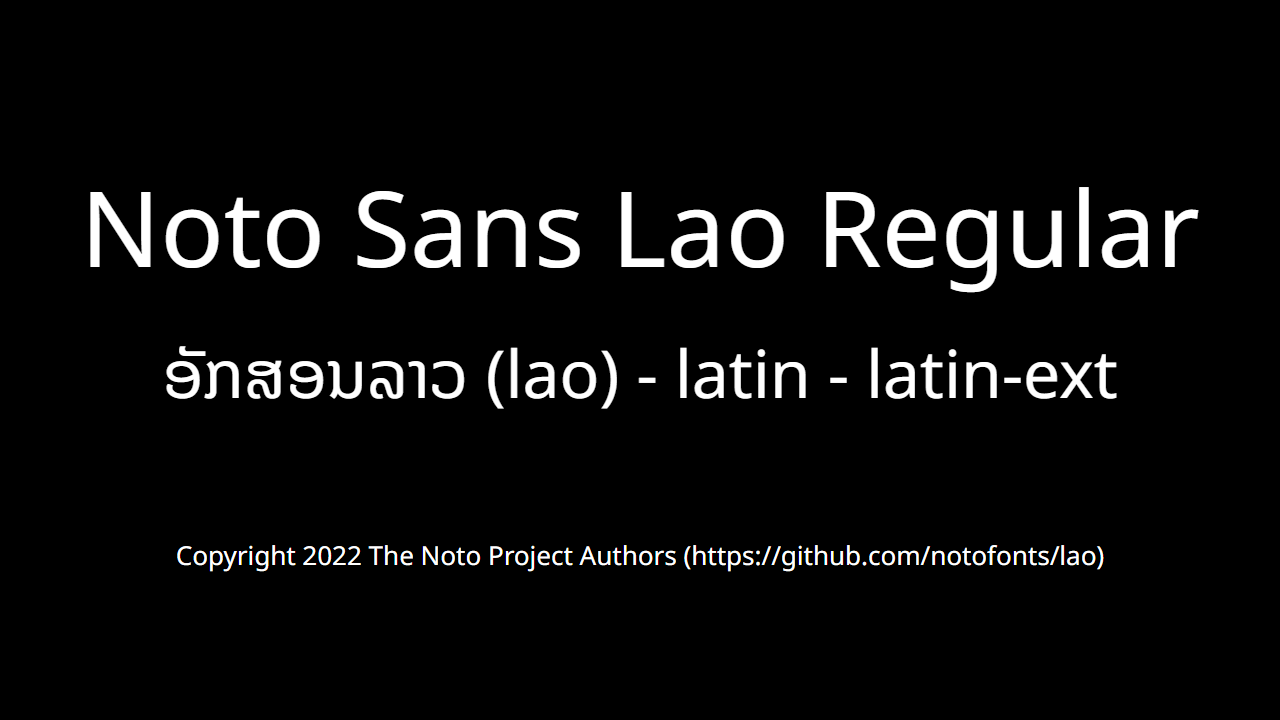 Noto Sans Lao Regular
ອັກສອນລາວ (lao) - latin - latin-ext
Copyright 2022 The Noto Project Authors (https://github.com/notofonts/lao)